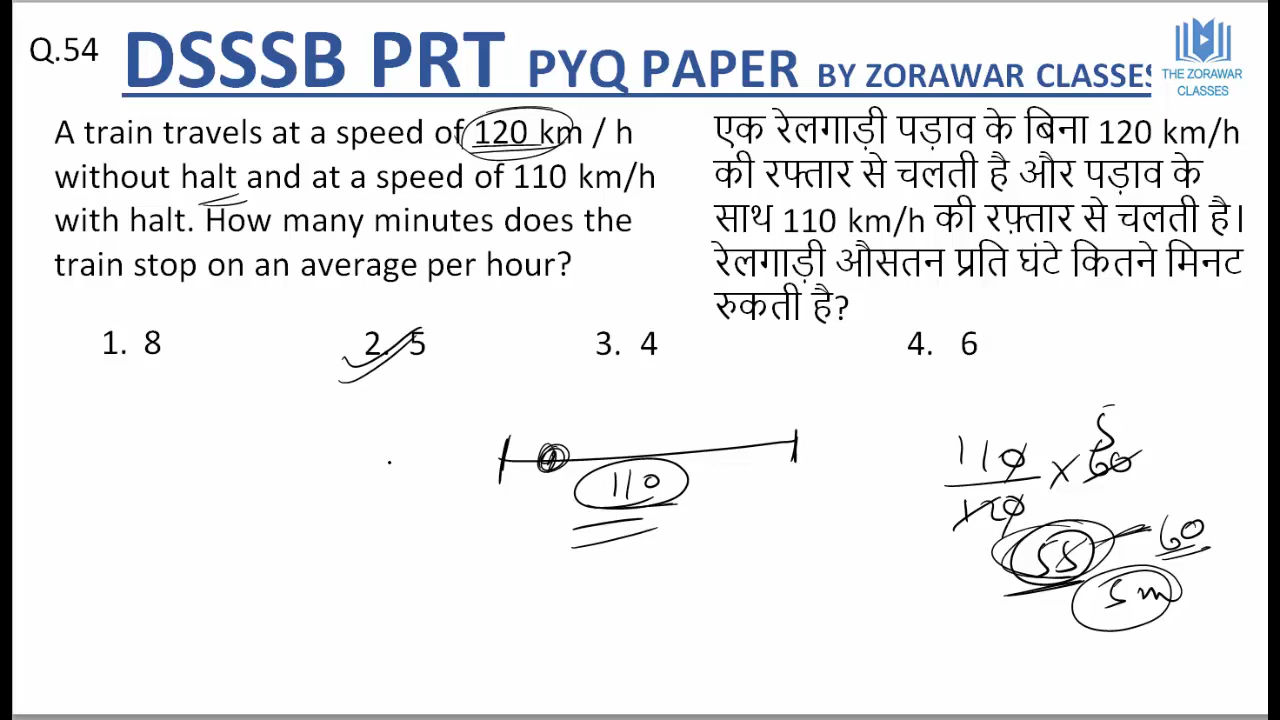 Q.54 DSSSB PRT PYQ PAPER BY ZORAWAR CLASSES
THE ZORAWAR
CLASSES
A train travels at a speed of 120 km / h
without halt and at a speed of 110 km/h
with halt. How many minutes does the
train stop on an average per hour?
एक रेलगाड़ी पड़ाव के बिना 120 km/h
की रफ्तार से चलती है और पड़ाव के
साथ 110 km/h की रफ़्तार से चलती है।
रेलगाड़ी औसतन प्रति घंटे कितने मिनट
रुकती है?
1. 8 2. 5 3. 4 4. 6
110
5
110 × 60
120
55 - 60
5 m